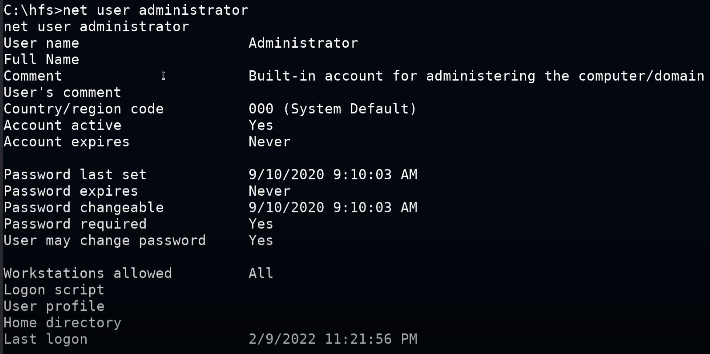 C:\hfs>net user administrator
net user administrator
User name                    Administrator
Full Name
Comment                      Built-in account for administering the computer/domain
User's comment
Country/region code          000 (System Default)
Account active               Yes
Account expires              Never

Password last set            9/10/2020 9:10:03 AM
Password expires             Never
Password changeable          9/10/2020 9:10:03 AM
Password required            Yes
User may change password     Yes

Workstations allowed         All
Logon script
User profile
Home directory
Last logon                   2/9/2022 11:21:56 PM